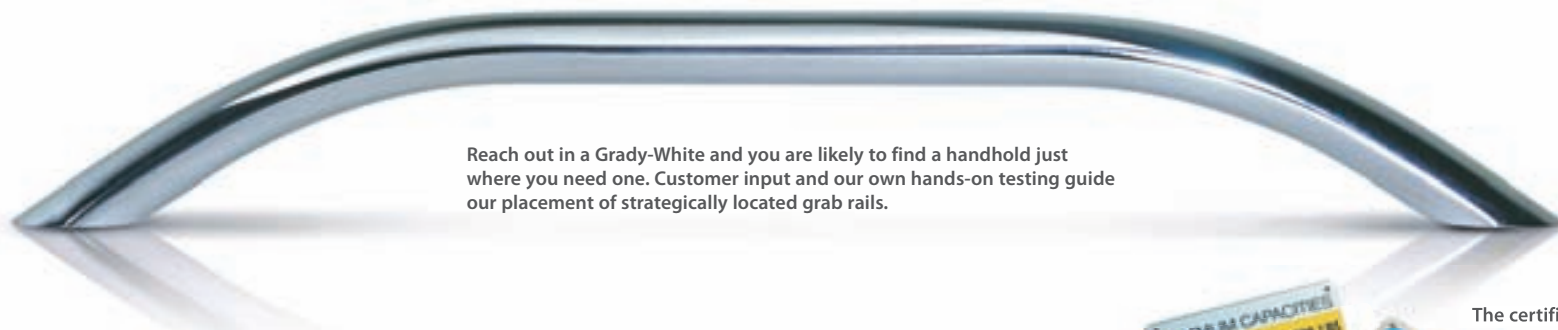 Reach out in a Grady-White and you are likely to find a handhold just
where you need one. Customer input and our own hands-on testing guide
our placement of strategically located grab rails.
CAPACITIES
The certifi